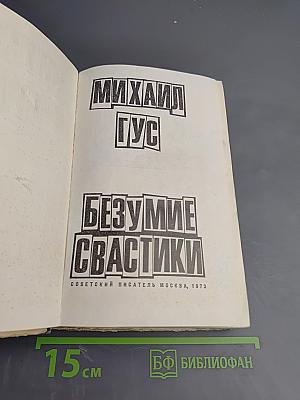 МИХАИЛ
ГУС
БЕЗУМИЕ
СВАСТИКИ
СОВЕТСКИЙ ПИСАТЕЛЬ МОСКВА, 1973
15 см
БФ БИБЛИОФАН